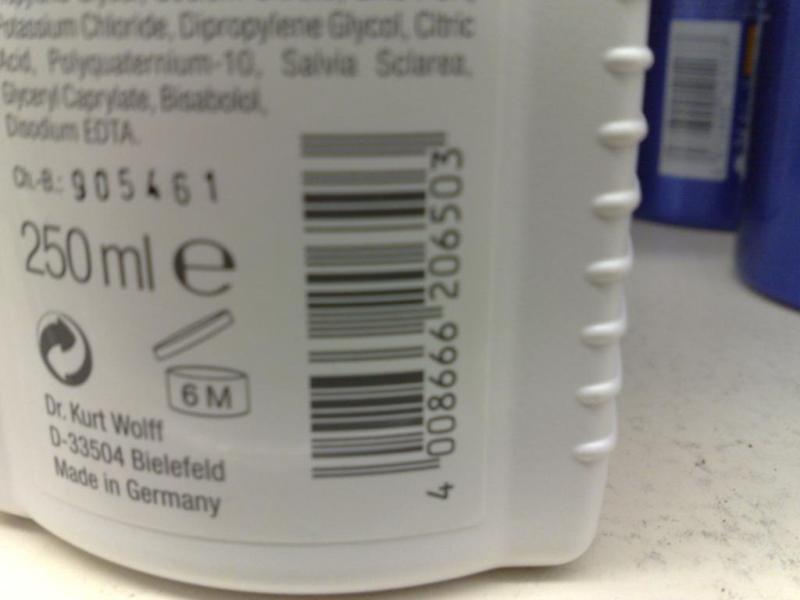 Potassium Chloride, Dipropylene Glycol, Citric
Acid, Polyquaternium-10, Salvia Sclarea,
Glyceryl Caprylate, Bisabolol,
Disodium EDTA.
Ch.-B.: 905461
250 ml e
6 M
Dr. Kurt Wolff
D-33504 Bielefeld
Made in Germany
4 008666 206503